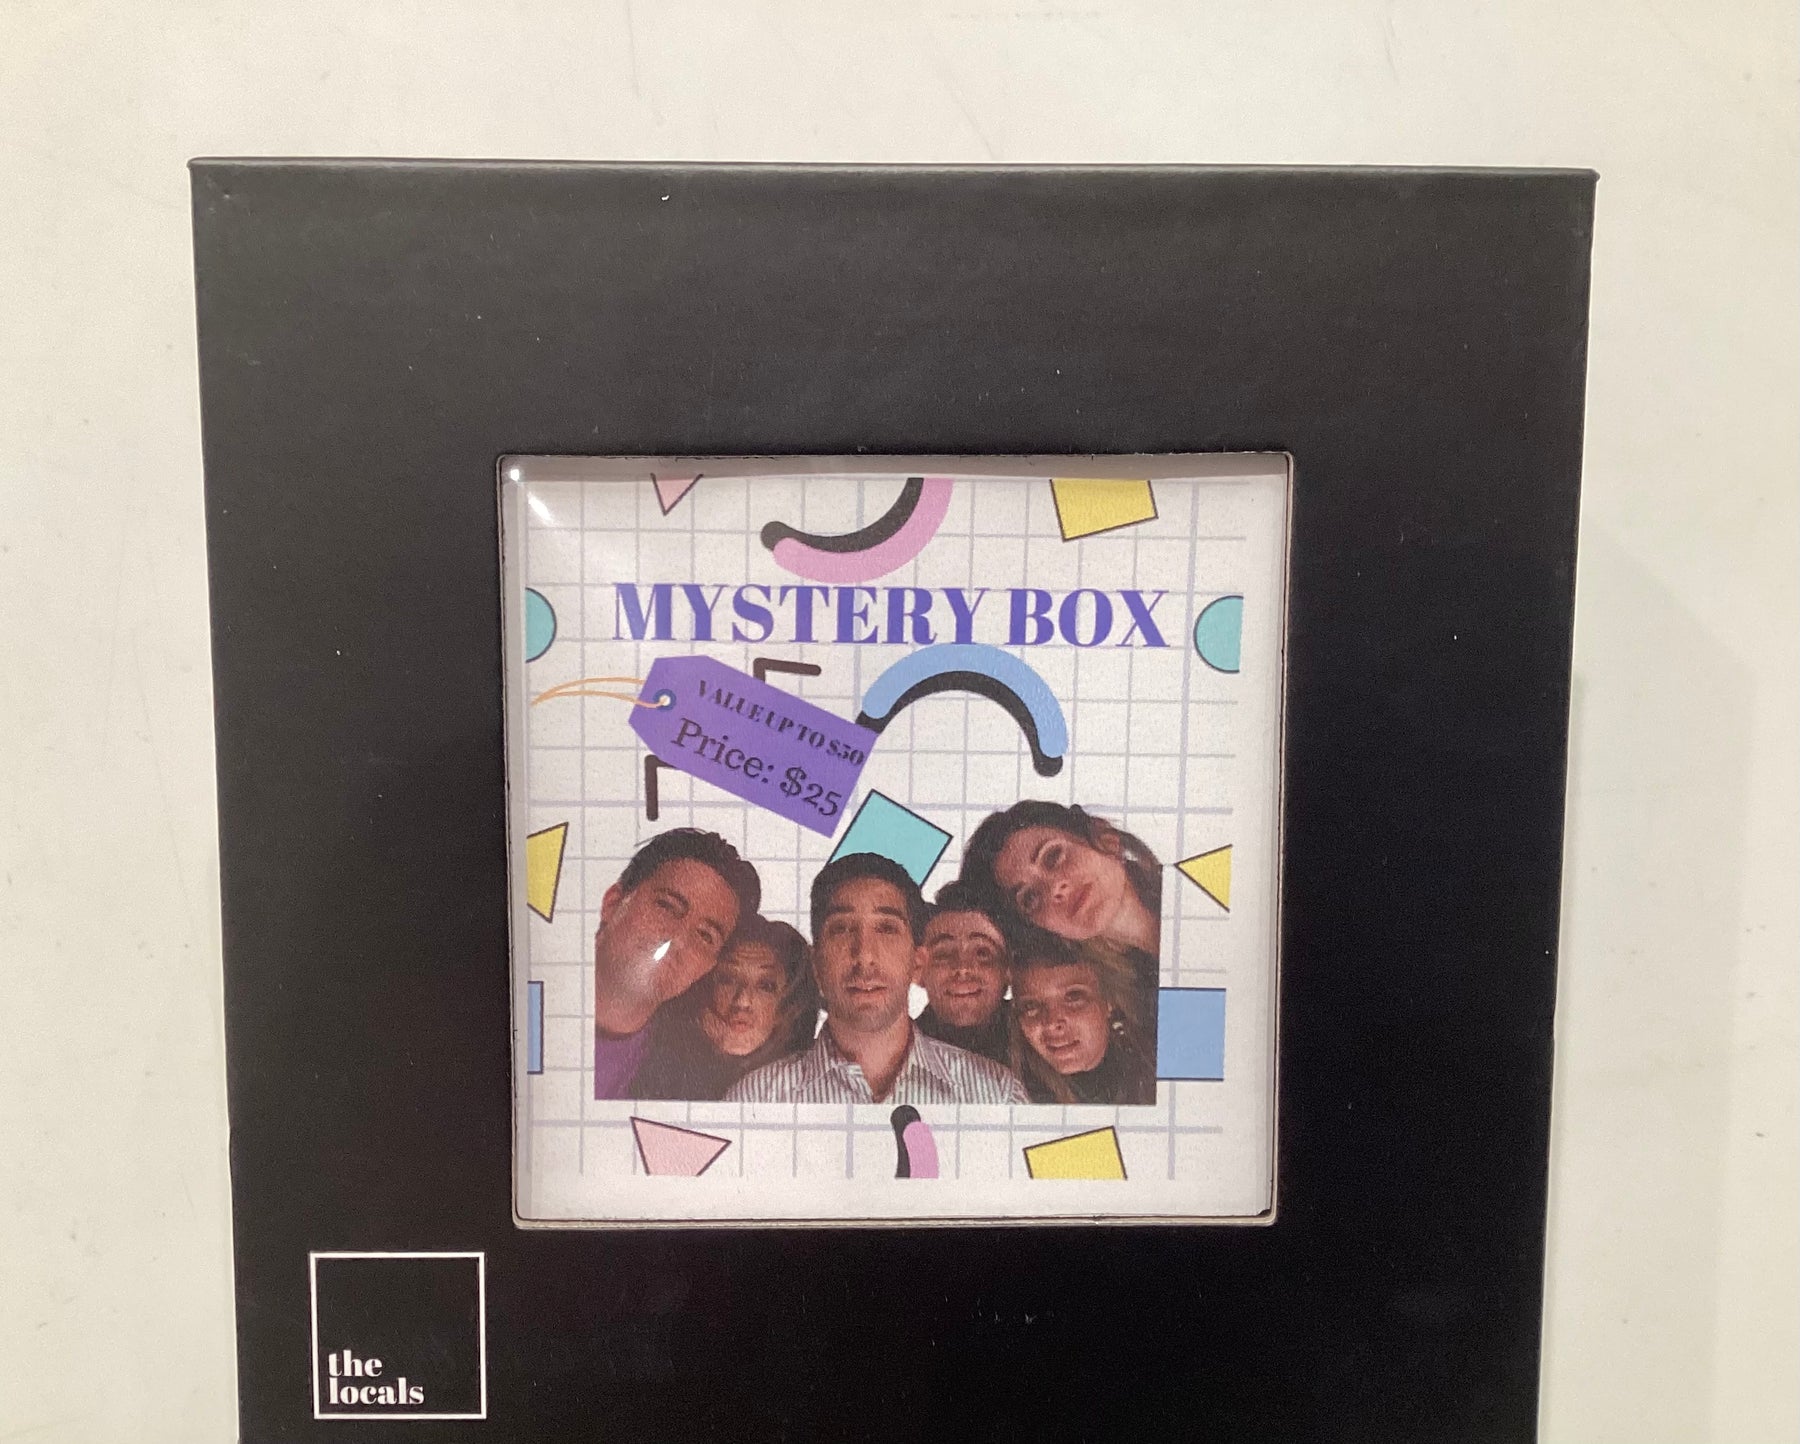 MYSTERY BOX
VALUE UP TO $50
Price: $25
the
locals